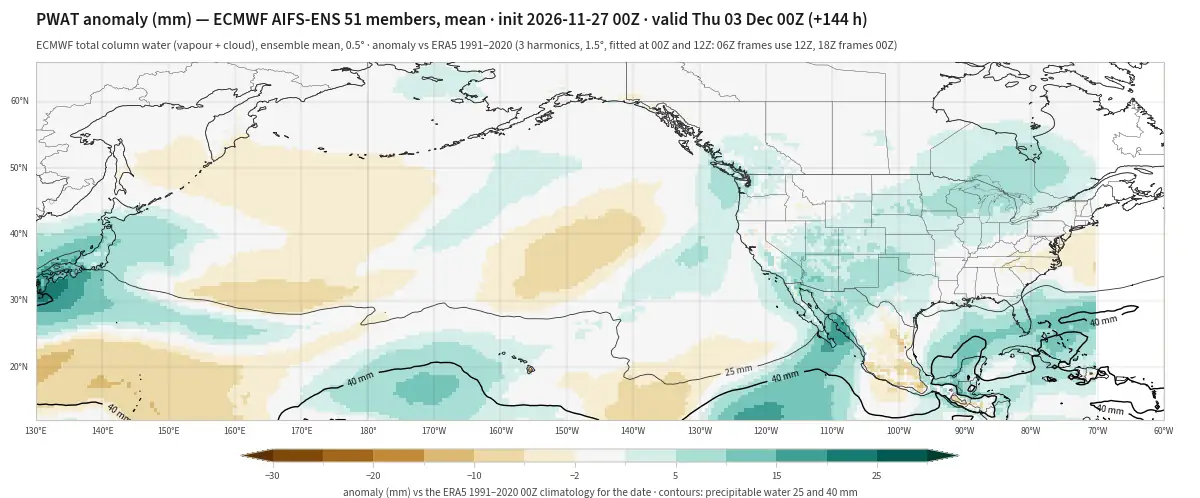 PWAT anomaly (mm) — ECMWF AIFS-ENS 51 members, mean · init 2026-11-27 00Z · valid Thu 03 Dec 00Z (+144 h)
ECMWF total column water (vapour + cloud), ensemble mean, 0.5° · anomaly vs ERA5 1991–2020 (3 harmonics, 1.5°, fitted at 00Z and 12Z: 06Z frames use 12Z, 18Z frames 00Z)
60°N
50°N
40°N
30°N
20°N
40 mm
40 mm
25 mm
40 mm
40 mm
40 mm
130°E 140°E 150°E 160°E 170°E 180° 170°W 160°W 150°W 140°W 130°W 120°W 110°W 100°W 90°W 80°W 70°W 60°W
−30 −20 −10 −2 5 15 25
anomaly (mm) vs the ERA5 1991–2020 00Z climatology for the date · contours: precipitable water 25 and 40 mm